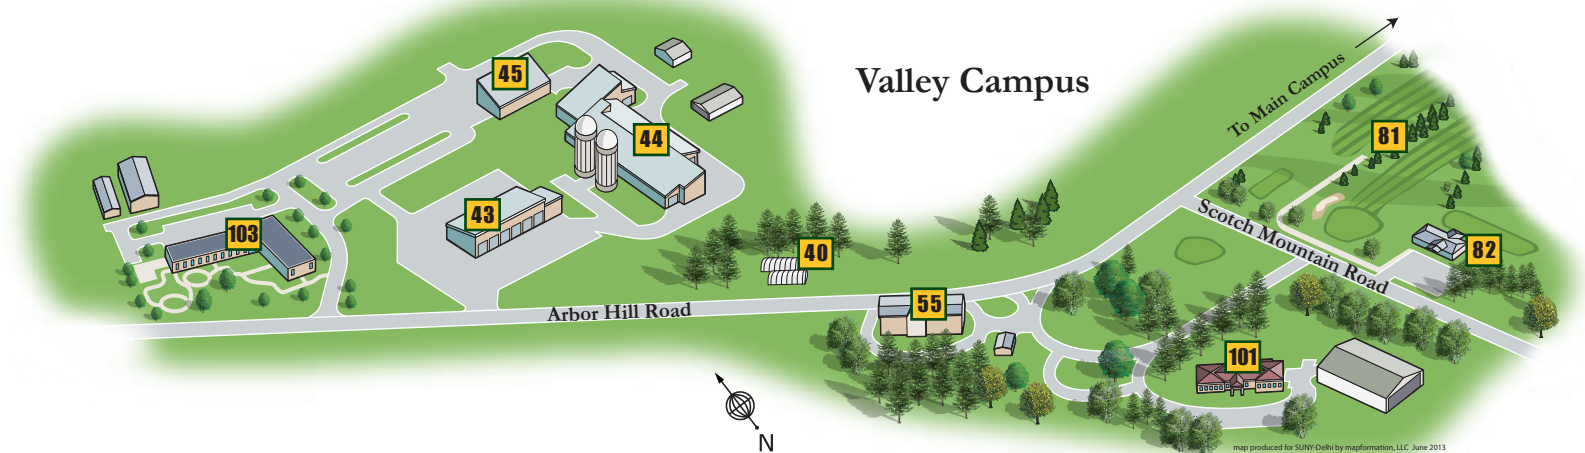 Valley Campus
To Main Campus
45
44
81
43
103
40
Scotch Mountain Road
82
55
Arbor Hill Road
101
N
map produced for SUNY-Delhi by mapformation, LLC June 2013